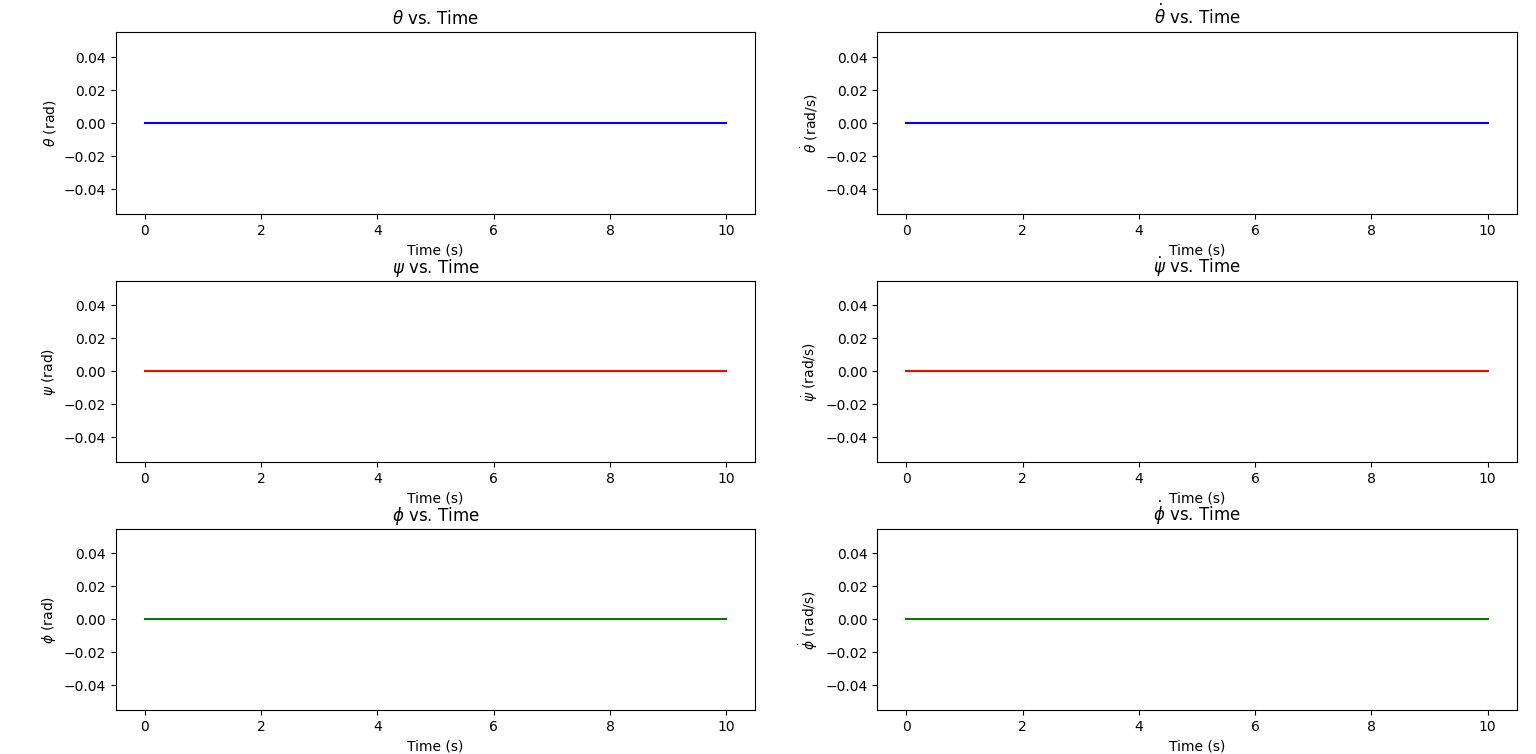 θ vs. Time
θ (rad)
0.04
0.02
0.00
−0.02
−0.04
0 2 4 6 8 10
Time (s)
θ̇ vs. Time
θ̇ (rad/s)
0.04
0.02
0.00
−0.02
−0.04
0 2 4 6 8 10
Time (s)
ψ vs. Time
ψ (rad)
0.04
0.02
0.00
−0.02
−0.04
0 2 4 6 8 10
Time (s)
ψ̇ vs. Time
ψ̇ (rad/s)
0.04
0.02
0.00
−0.02
−0.04
0 2 4 6 8 10
Time (s)
ϕ vs. Time
ϕ (rad)
0.04
0.02
0.00
−0.02
−0.04
0 2 4 6 8 10
Time (s)
ϕ̇ vs. Time
ϕ̇ (rad/s)
0.04
0.02
0.00
−0.02
−0.04
0 2 4 6 8 10
Time (s)